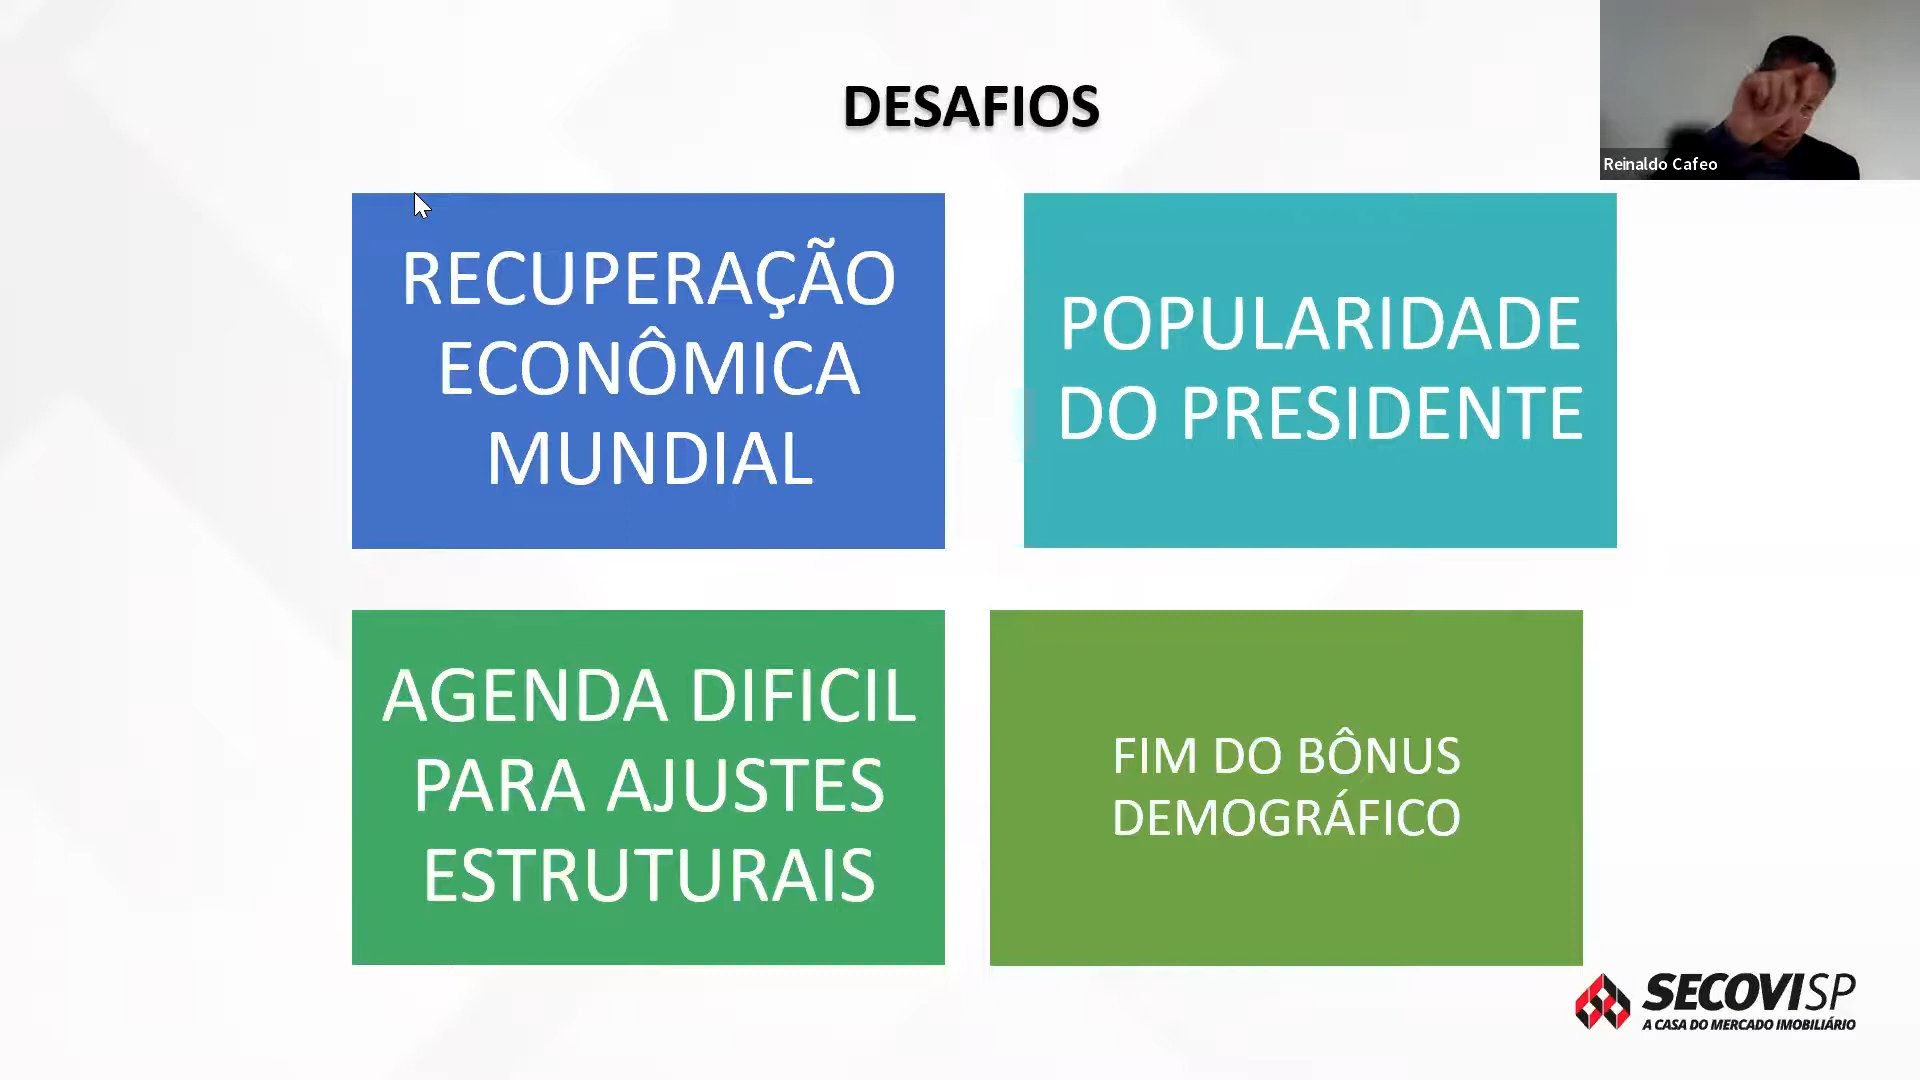 DESAFIOS
Reinaldo Cafeo
RECUPERAÇÃO
ECONÔMICA
MUNDIAL
POPULARIDADE
DO PRESIDENTE
AGENDA DIFICIL
PARA AJUSTES
ESTRUTURAIS
FIM DO BÔNUS
DEMOGRÁFICO
SECOVISP
A CASA DO MERCADO IMOBILIÁRIO